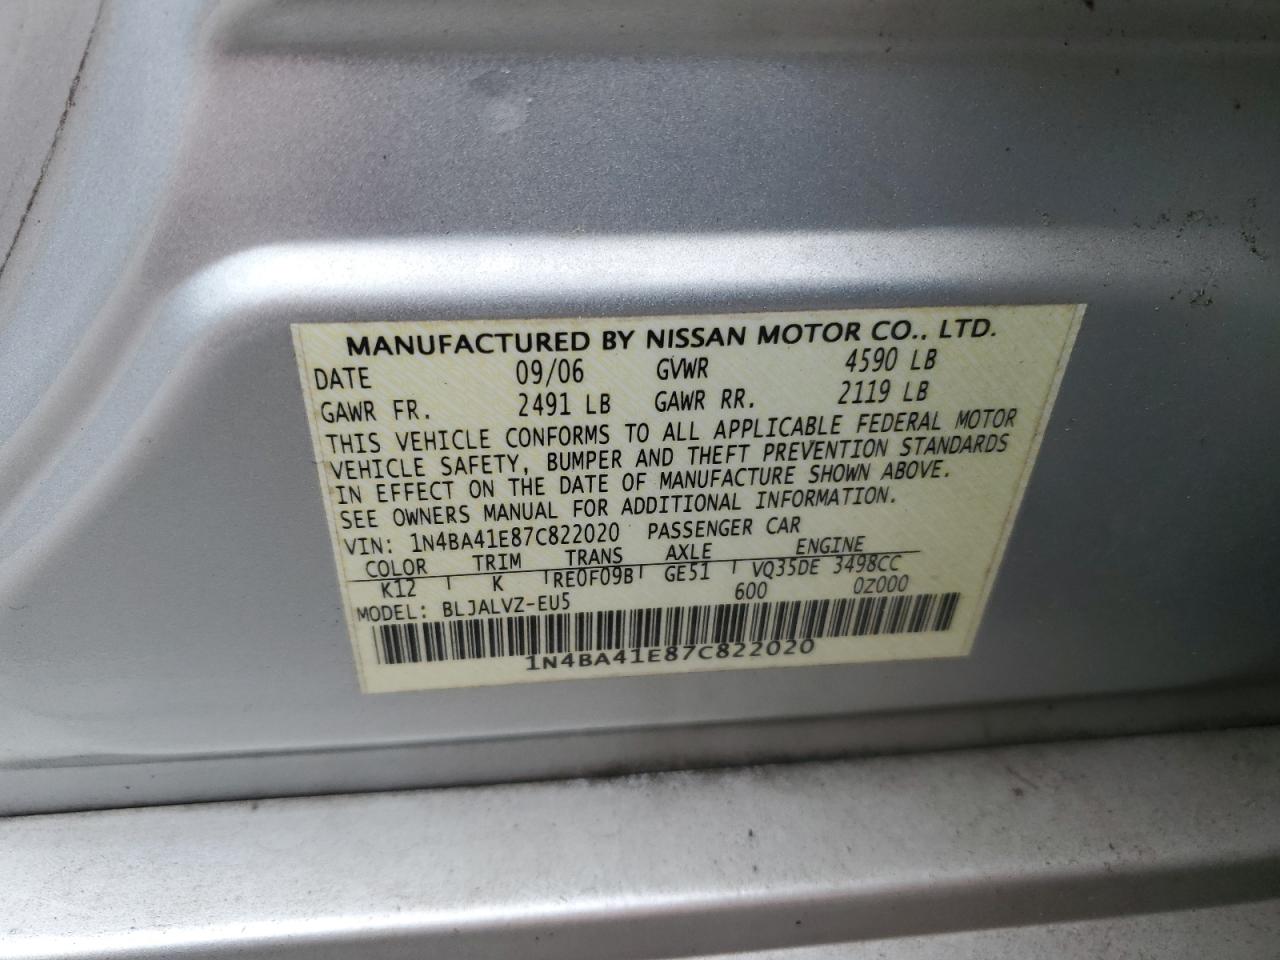 MANUFACTURED BY NISSAN MOTOR CO., LTD.
DATE 09/06 GVWR 4590 LB
GAWR FR. 2491 LB GAWR RR. 2119 LB
THIS VEHICLE CONFORMS TO ALL APPLICABLE FEDERAL MOTOR
VEHICLE SAFETY, BUMPER AND THEFT PREVENTION STANDARDS
IN EFFECT ON THE DATE OF MANUFACTURE SHOWN ABOVE.
SEE OWNERS MANUAL FOR ADDITIONAL INFORMATION.
VIN: 1N4BA41E87C822020 PASSENGER CAR
COLOR TRIM TRANS AXLE ENGINE
K12 K RE0F09B GE51 VQ35DE 3498CC
MODEL: BLJALVZ-EU5 600 0Z000
1N4BA41E87C822020